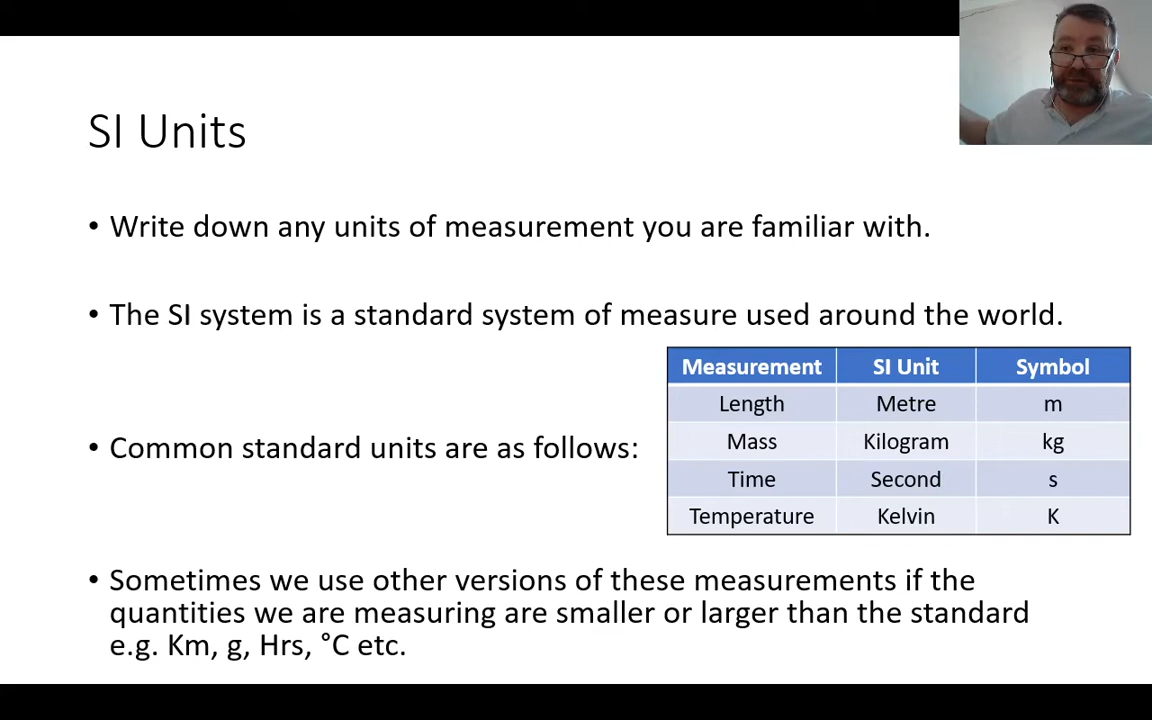 SI Units
• Write down any units of measurement you are familiar with.
• The SI system is a standard system of measure used around the world.
Measurement SI Unit Symbol
Length Metre m
Mass Kilogram kg
Time Second s
Temperature Kelvin K
• Common standard units are as follows:
• Sometimes we use other versions of these measurements if the
quantities we are measuring are smaller or larger than the standard
e.g. Km, g, Hrs, °C etc.